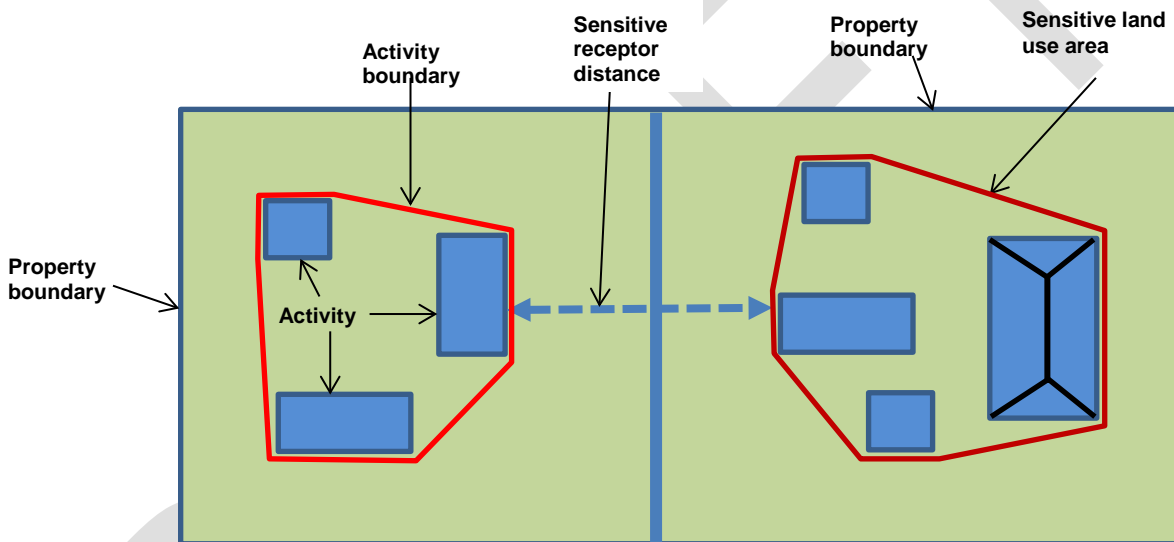 Activity
boundary
Sensitive
receptor
distance
Property
boundary
Sensitive land
use area
Property
boundary
Activity